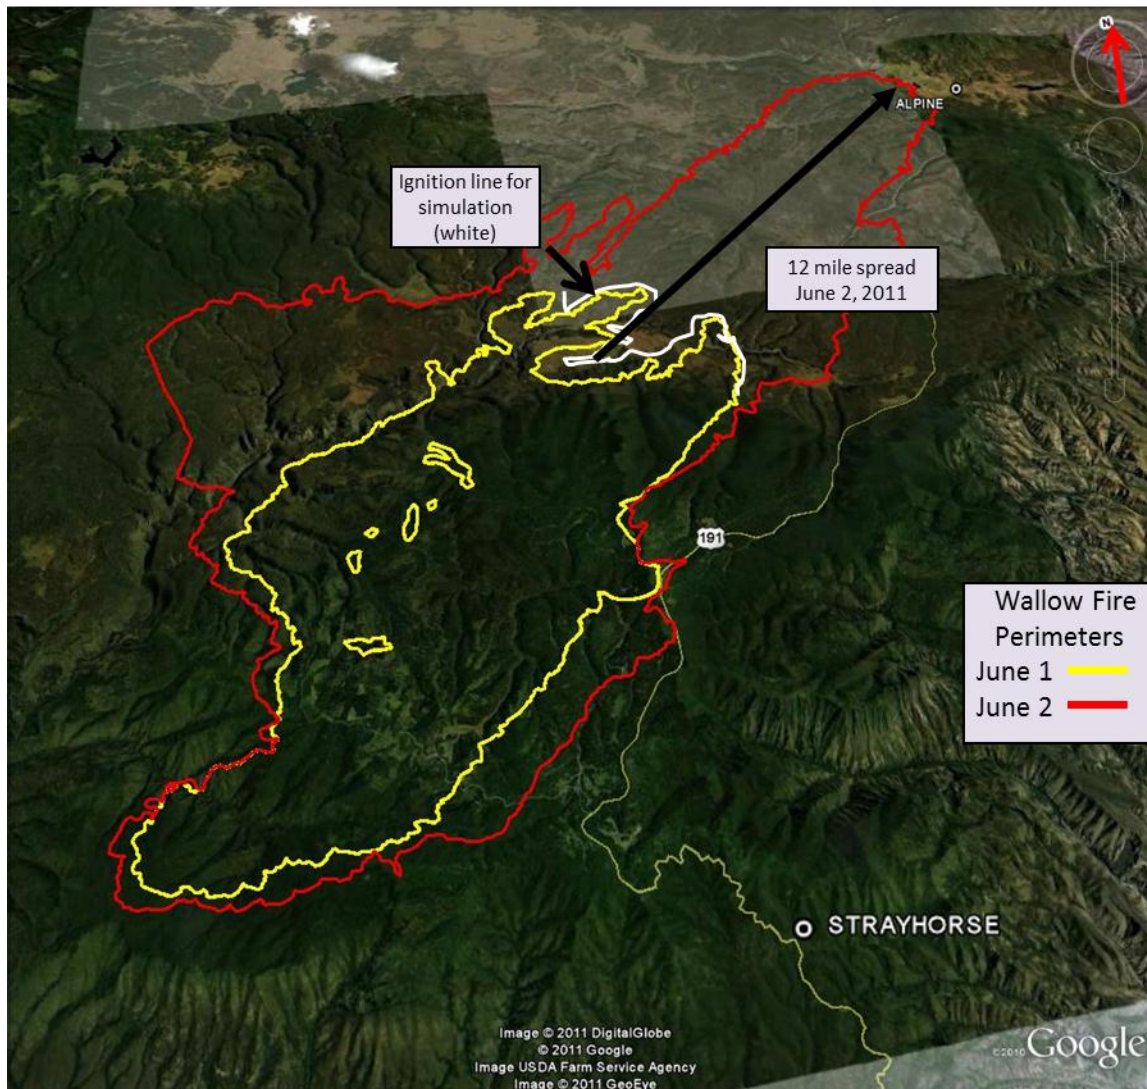 N
ALPINE
Ignition line for
simulation
(white)
12 mile spread
June 2, 2011
191
Wallow Fire
Perimeters
June 1
June 2
STRAYHORSE
Image © 2011 DigitalGlobe
© 2011 Google
Image USDA Farm Service Agency
Image © 2011 GeoEye
©2010 Google